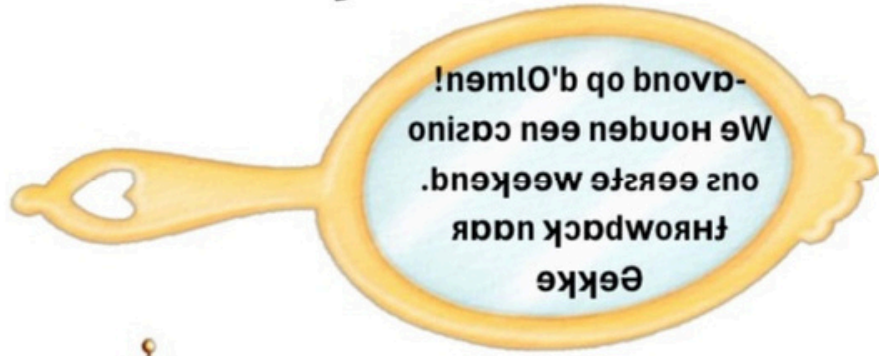 Gekke
throwback naar
ons eerste weekend.
We houden een casino
-avond op d'Olmen!